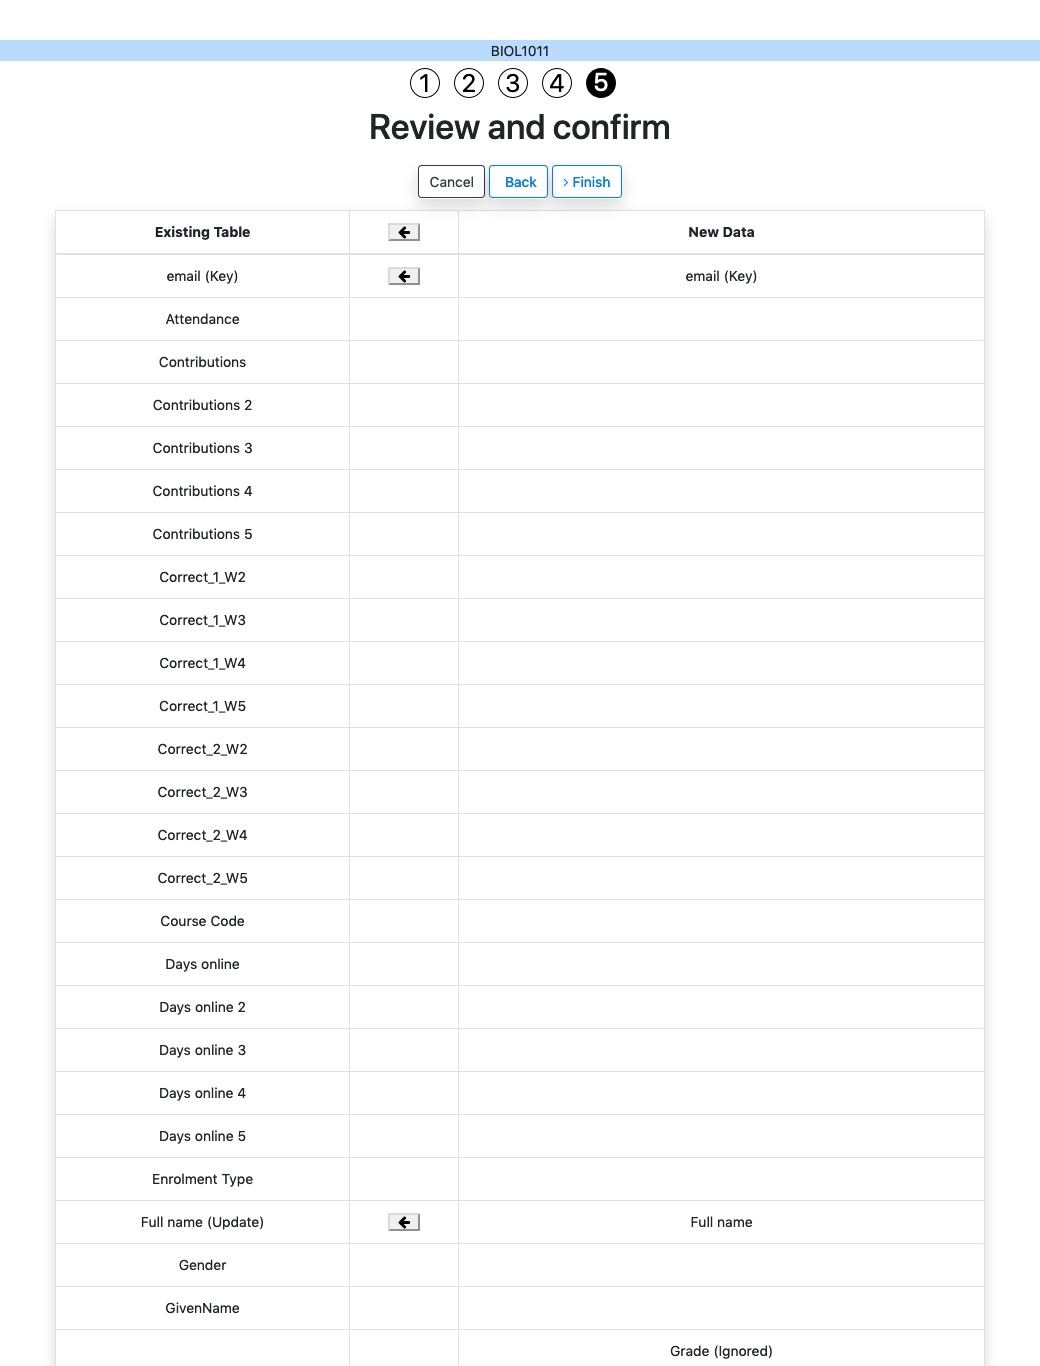 BIOL1011
1 2 3 4 5
Review and confirm
Cancel Back › Finish
Existing Table ← New Data
email (Key) ← email (Key)
Attendance
Contributions
Contributions 2
Contributions 3
Contributions 4
Contributions 5
Correct_1_W2
Correct_1_W3
Correct_1_W4
Correct_1_W5
Correct_2_W2
Correct_2_W3
Correct_2_W4
Correct_2_W5
Course Code
Days online
Days online 2
Days online 3
Days online 4
Days online 5
Enrolment Type
Full name (Update) ← Full name
Gender
GivenName
Grade (Ignored)